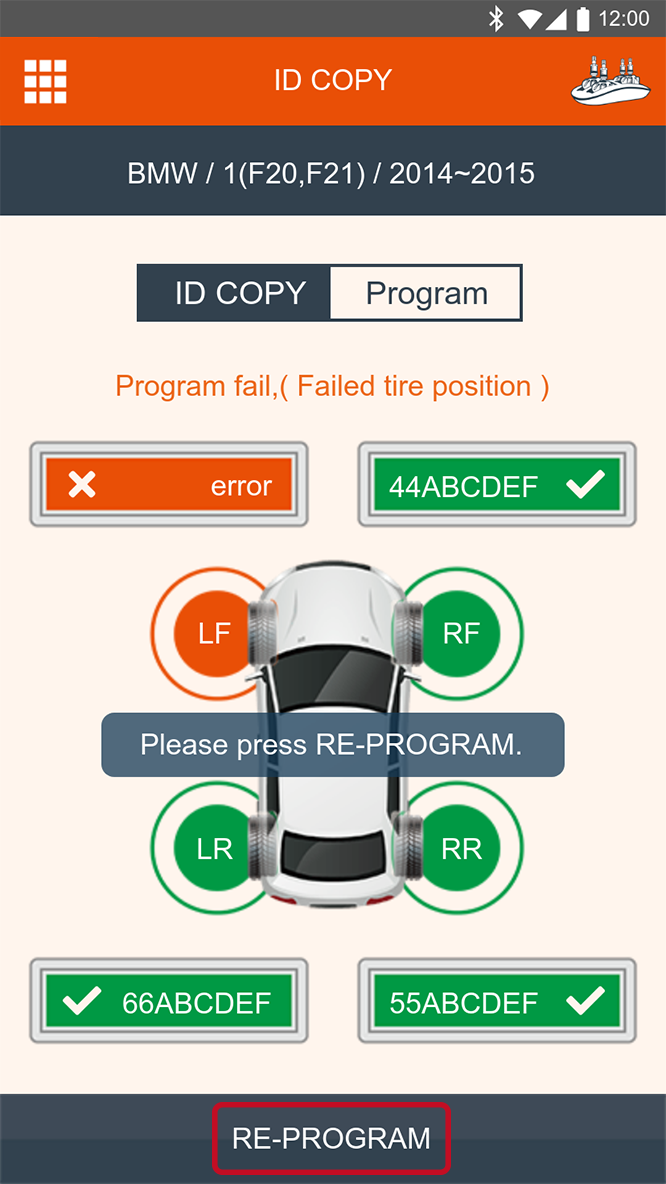 12:00
ID COPY
BMW / 1(F20,F21) / 2014~2015
ID COPY Program
Program fail,( Failed tire position )
error 44ABCDEF
LF RF
Please press RE-PROGRAM.
LR RR
66ABCDEF 55ABCDEF
RE-PROGRAM